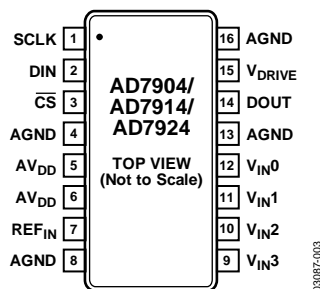 SCLK 1
DIN 2
CS 3
AGND 4
AVDD 5
AVDD 6
REFIN 7
AGND 8
AD7904/
AD7914/
AD7924
TOP VIEW
(Not to Scale)
16 AGND
15 VDRIVE
14 DOUT
13 AGND
12 VIN0
11 VIN1
10 VIN2
9 VIN3
03087-003